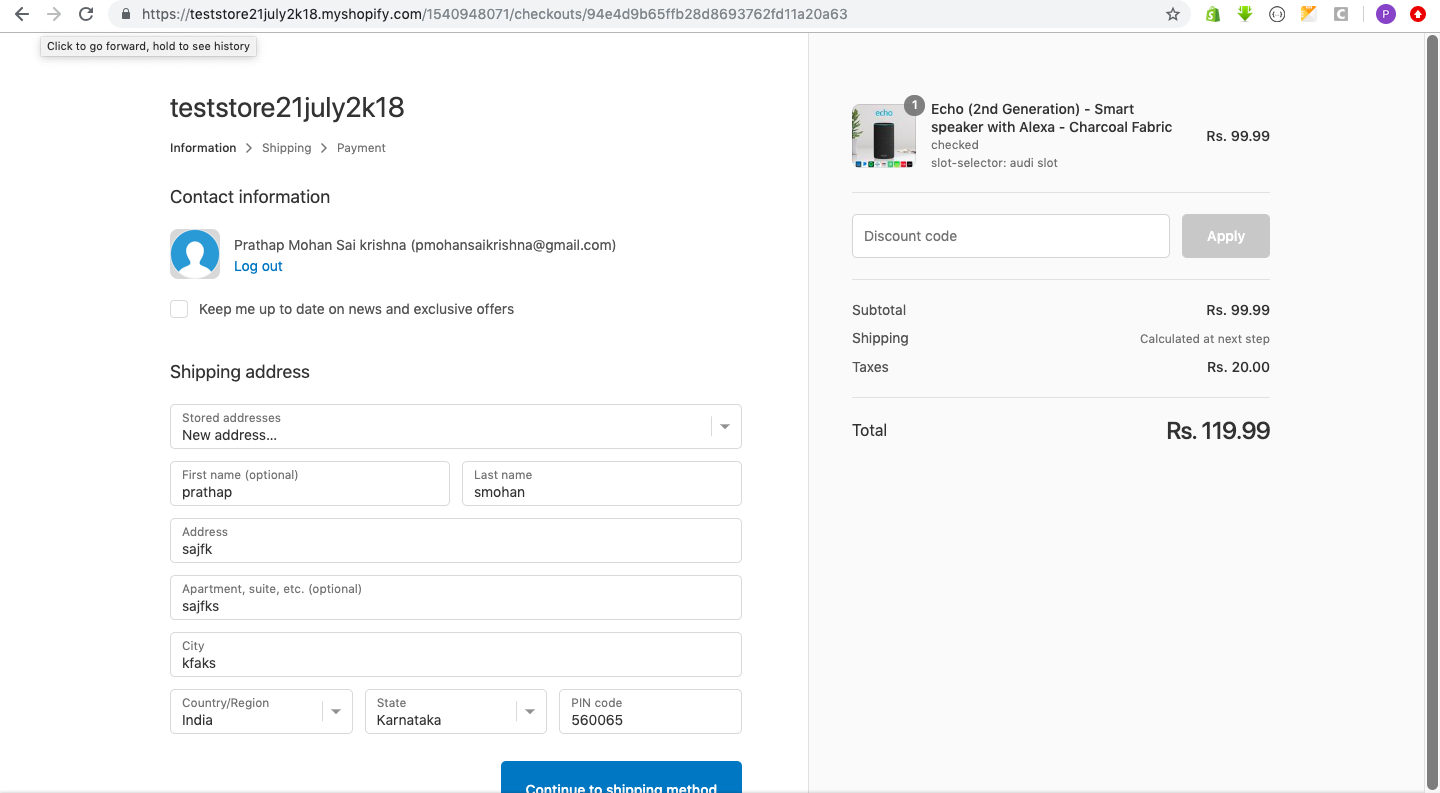 https://teststore21july2k18.myshopify.com/1540948071/checkouts/94e4d9b65ffb28d8693762fd11a20a63
P
Click to go forward, hold to see history
teststore21july2k18
Information > Shipping > Payment
Contact information
Prathap Mohan Sai krishna (pmohansaikrishna@gmail.com)
Log out
Keep me up to date on news and exclusive offers
Shipping address
Stored addresses
New address...
First name (optional)
prathap
Last name
smohan
Address
sajfk
Apartment, suite, etc. (optional)
sajfks
City
kfaks
Country/Region
India
State
Karnataka
PIN code
560065
Continue to shipping method
echo
1
Echo (2nd Generation) - Smart
speaker with Alexa - Charcoal Fabric
checked
slot-selector: audi slot
Rs. 99.99
Discount code
Apply
Subtotal Rs. 99.99
Shipping Calculated at next step
Taxes Rs. 20.00
Total Rs. 119.99